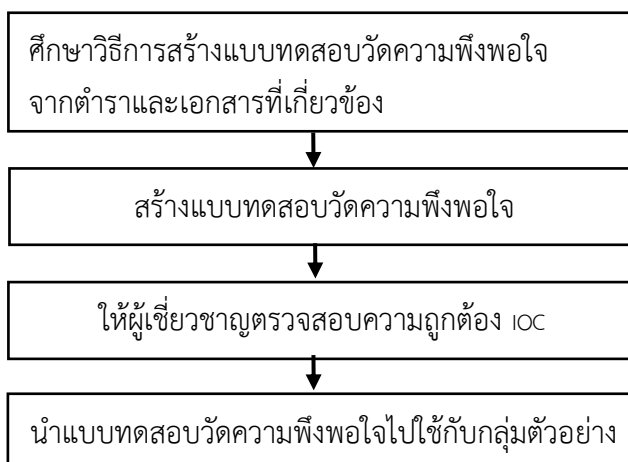 ศึกษาวิธีการสร้างแบบทดสอบวัดความพึงพอใจ
จากตำราและเอกสารที่เกี่ยวข้อง
สร้างแบบทดสอบวัดความพึงพอใจ
ให้ผู้เชี่ยวชาญตรวจสอบความถูกต้อง IOC
นำแบบทดสอบวัดความพึงพอใจไปใช้กับกลุ่มตัวอย่าง